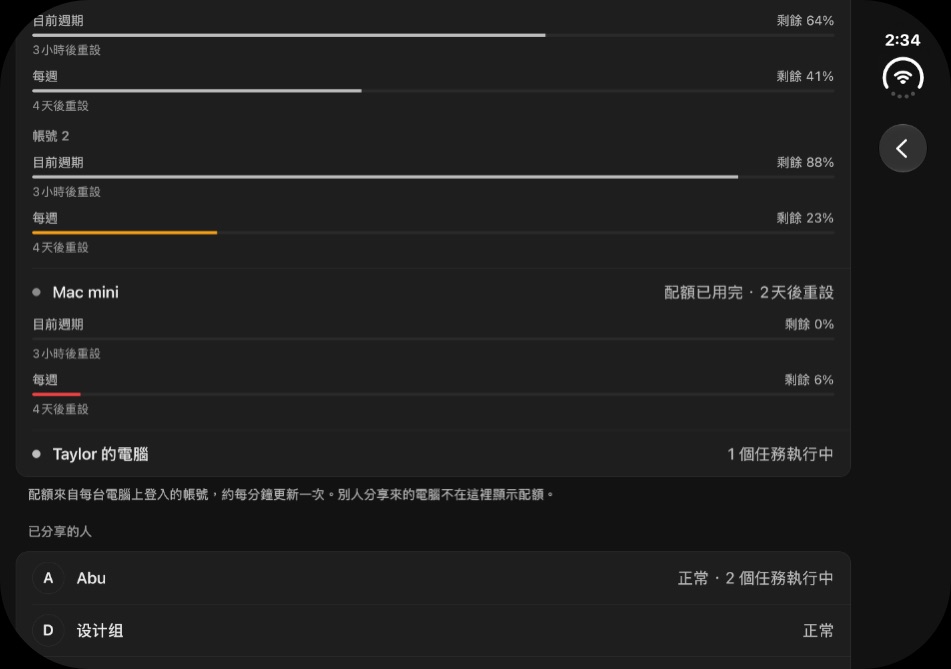 目前週期 剩餘 64%
3 小時後重設
每週 剩餘 41%
4 天後重設
帳號 2
目前週期 剩餘 88%
3 小時後重設
每週 剩餘 23%
4 天後重設
Mac mini 配額已用完 · 2 天後重設
目前週期 剩餘 0%
3 小時後重設
每週 剩餘 6%
4 天後重設
Taylor 的電腦 1 個任務執行中
配額來自每台電腦上登入的帳號，約每分鐘更新一次。別人分享來的電腦不在這裡顯示配額。
已分享的人
A Abu 正常 · 2 個任務執行中
D 设计组 正常
2:34